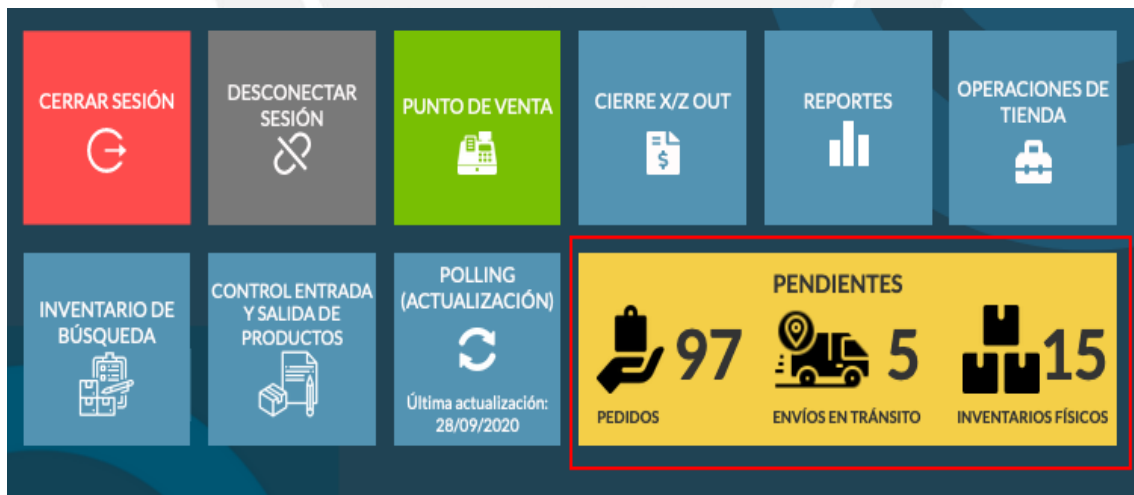 CERRAR SESIÓN
DESCONECTAR
SESIÓN
PUNTO DE VENTA
CIERRE X/Z OUT
$
REPORTES
OPERACIONES DE
TIENDA
INVENTARIO DE
BÚSQUEDA
CONTROL ENTRADA
Y SALIDA DE
PRODUCTOS
POLLING
(ACTUALIZACIÓN)
Última actualización:
28/09/2020
PENDIENTES
97
PEDIDOS
5
ENVÍOS EN TRÁNSITO
15
INVENTARIOS FÍSICOS